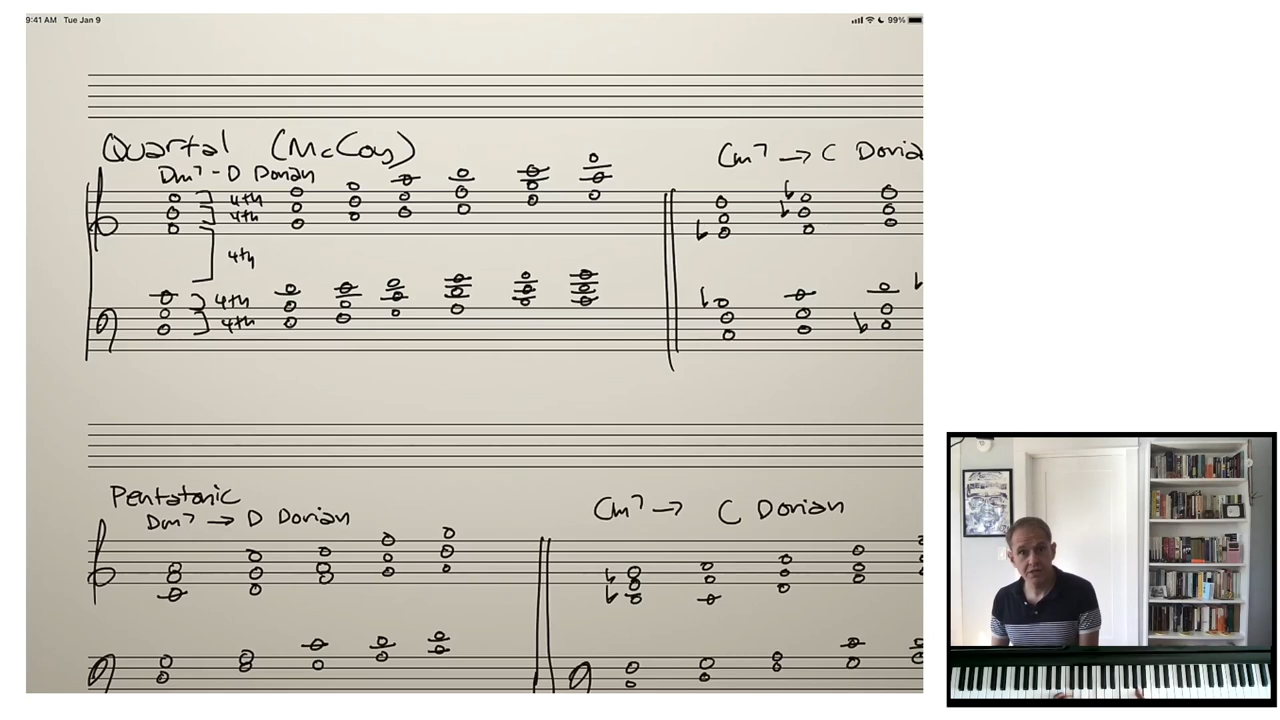 9:41 AM Tue Jan 9
99%
Quartal (McCoy)
Dm7 - D Dorian
4th
4th
4th
4th
4th
Cm7 → C Doria
Pentatonic
Dm7 → D Dorian
Cm7 → C Dorian